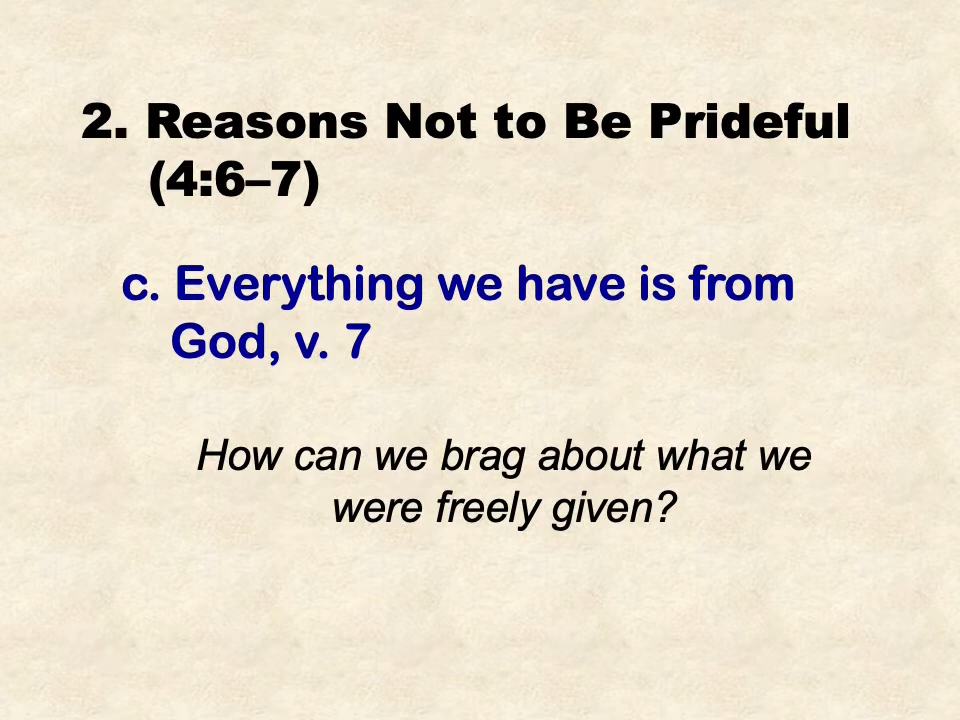 2. Reasons Not to Be Prideful
(4:6–7)
c. Everything we have is from
God, v. 7
How can we brag about what we
were freely given?